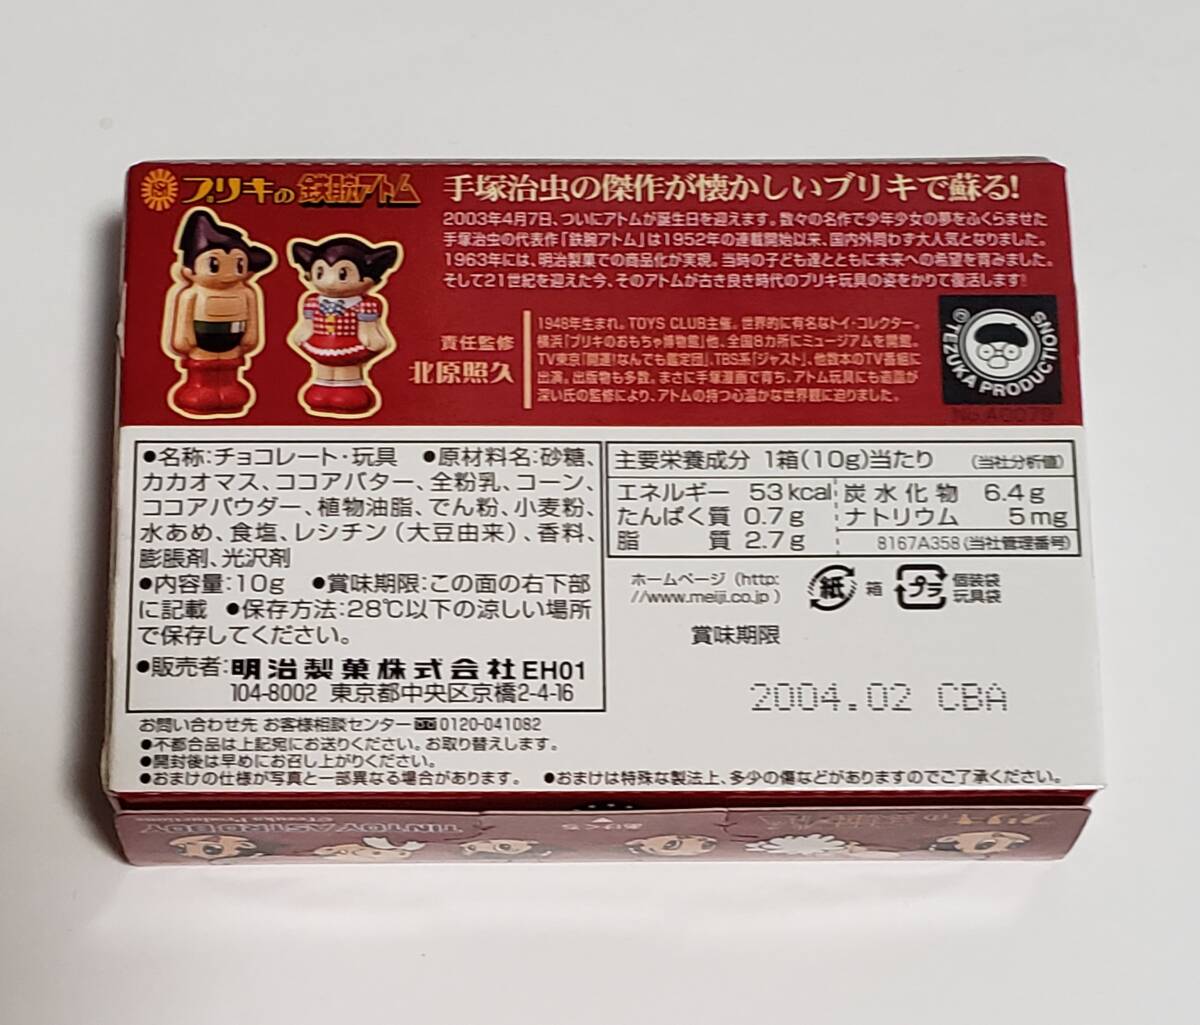 ブリキの鉄腕アトム
手塚治虫の傑作が懐かしいブリキで蘇る!
2003年4月7日、ついにアトムが誕生日を迎えます。数々の名作で少年少女の夢をふくらませた
手塚治虫の代表作「鉄腕アトム」は1952年の連載開始以来、国内外問わず大人気となりました。
1963年には、明治製菓での商品化が実現。当時の子ども達とともに未来への希望を育みました。
そして21世紀を迎えた今、そのアトムが古き良き時代のブリキ玩具の姿をかりて復活します!
責任監修
北原照久
1948年生まれ。TOYS CLUB主催。世界的に有名なトイ・コレクター。
横浜「ブリキのおもちゃ博物館」他、全国8カ所にミュージアムを開館。
TV東京「開運!なんでも鑑定団」、TBS系「ジャスト」、他数本のTV番組に
出演。出版物も多数。まさに手塚漫画で育ち、アトム玩具にも造詣が
深い氏の監修により、アトムの持つ心温かな世界観に迫りました。
©TEZUKA PRODUCTIONS
No.A0079
●名称:チョコレート・玩具 ●原材料名:砂糖、
カカオマス、ココアバター、全粉乳、コーン、
ココアパウダー、植物油脂、でん粉、小麦粉、
水あめ、食塩、レシチン(大豆由来)、香料、
膨脹剤、光沢剤
●内容量:10g ●賞味期限:この面の右下部
に記載 ●保存方法:28℃以下の涼しい場所
で保存してください。
●販売者:明治製菓株式会社EH01
104-8002 東京都中央区京橋2-4-16
主要栄養成分 1箱(10g)当たり (当社分析値)
エネルギー 53kcal 炭水化物 6.4g
たんぱく質 0.7g ナトリウム 5mg
脂質 2.7g 8167A358(当社管理番号)
ホームページ(http:
//www.meiji.co.jp)
紙 箱
プラ 個装袋
玩具袋
賞味期限
2004.02 CBA
お問い合わせ先 お客様相談センター 0120-041082
●不都合品は上記宛にお送りください。お取り替えします。
●開封後は早めにお召し上がりください。
●おまけの仕様が写真と一部異なる場合があります。 ●おまけは特殊な製法上、多少の傷などがありますのでご了承ください。
TINTOY ASTROBOY
©Tezuka Productions
あけくち
ブリキの鉄腕アトム